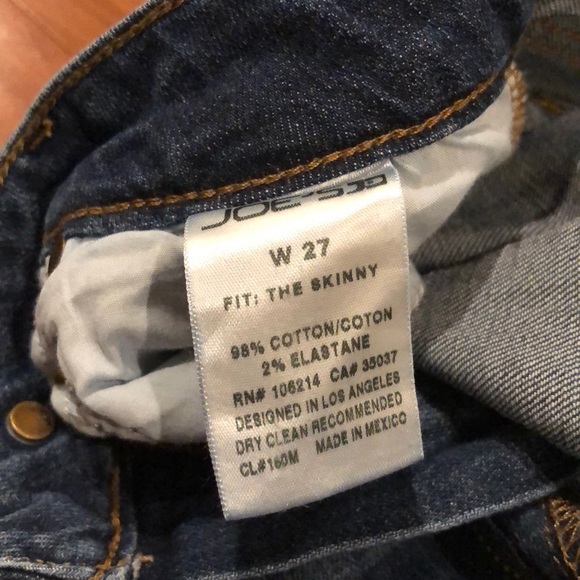 JOE'S
W 27
FIT: THE SKINNY
98% COTTON/COTON
2% ELASTANE
RN# 106214 CA# 35037
DESIGNED IN LOS ANGELES
DRY CLEAN RECOMMENDED
CL#160M MADE IN MEXICO